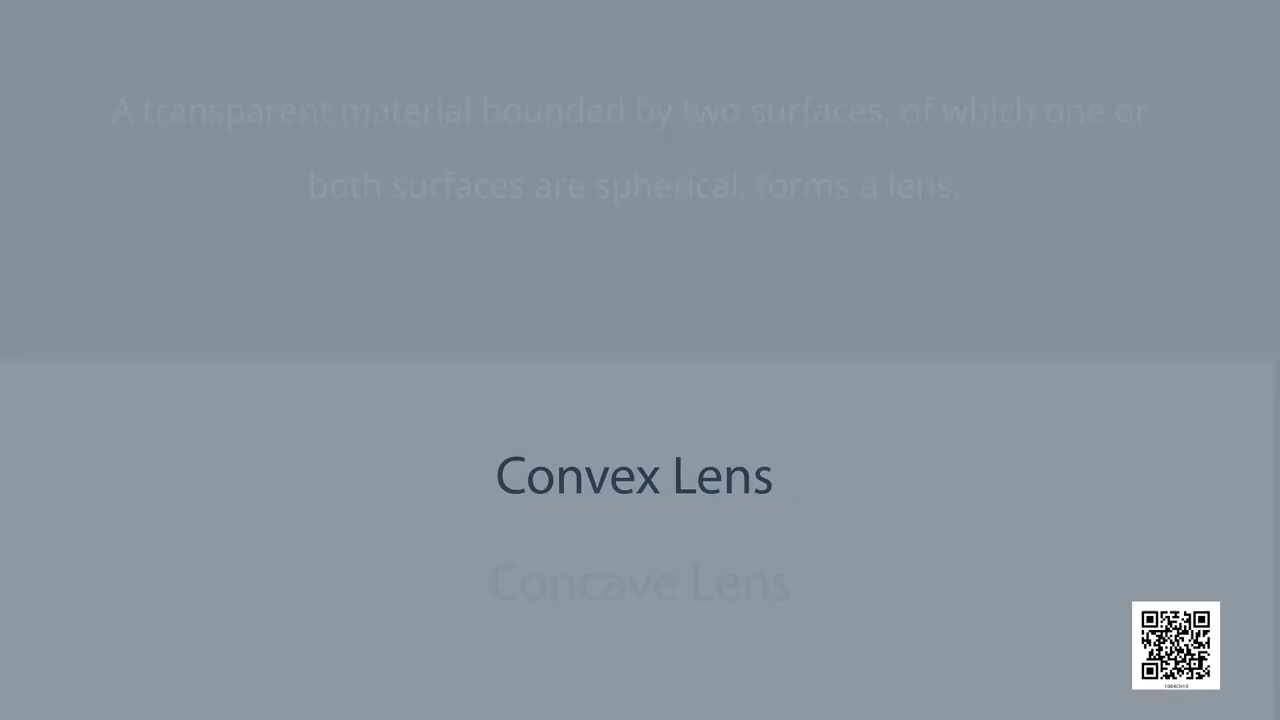 A transparent material bounded by two surfaces, of which one or
both surfaces are spherical, forms a lens.
Convex Lens
Concave Lens
1064CH10